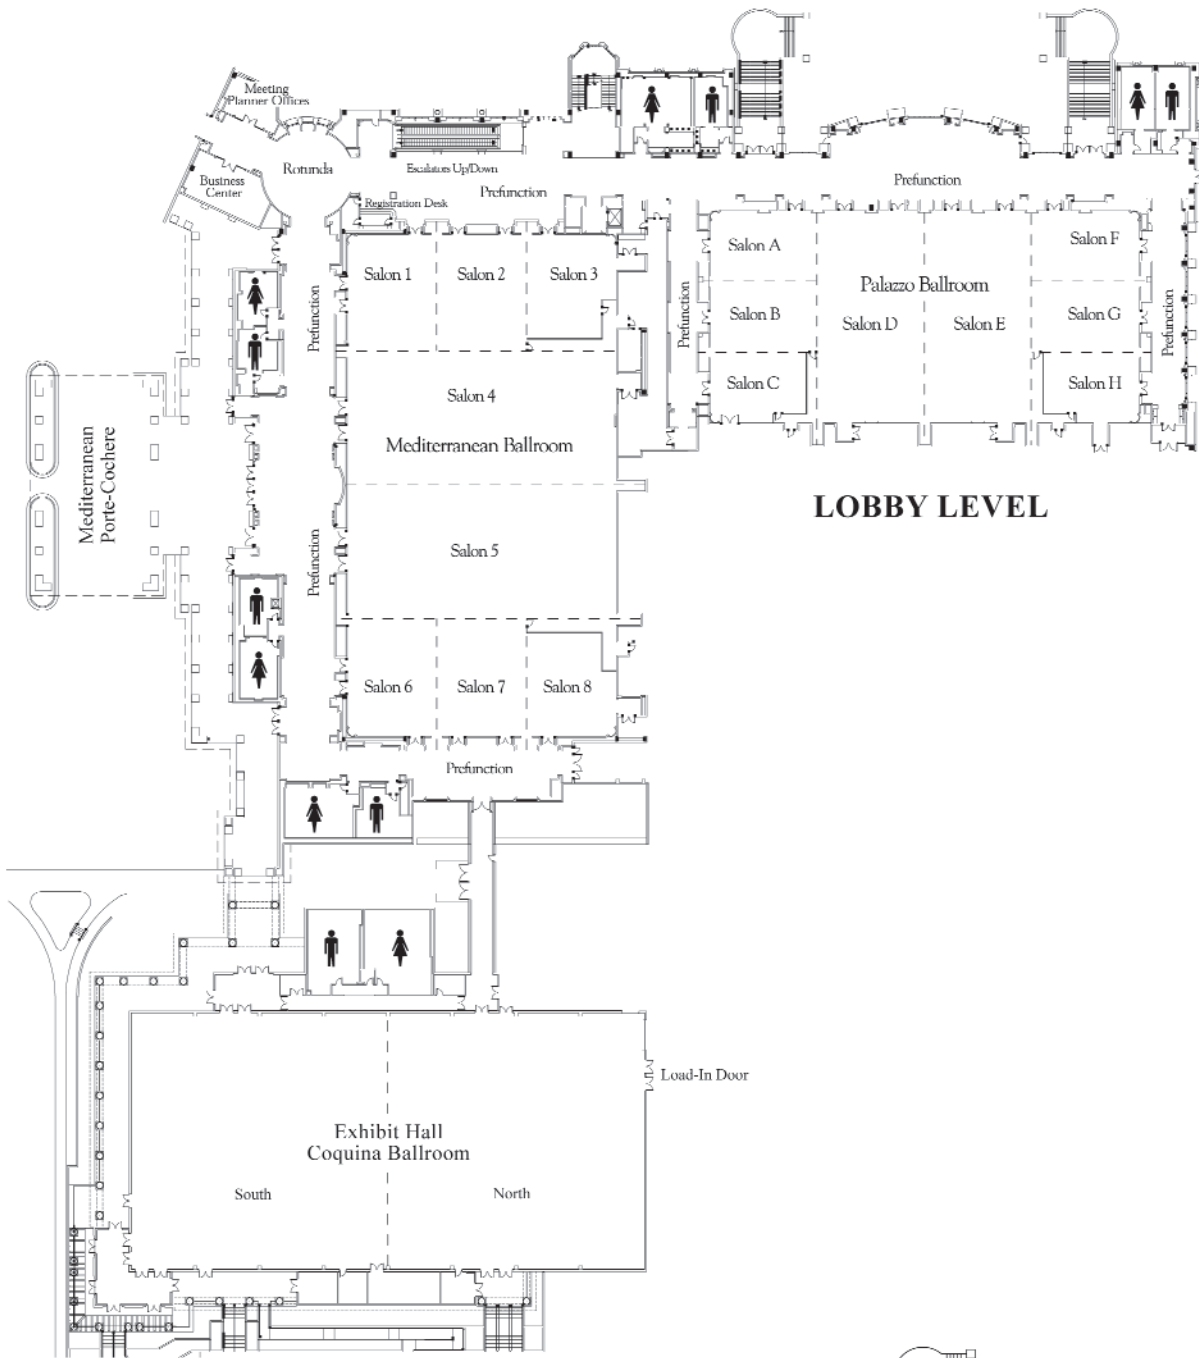 Meeting
Planner Offices
Rotunda
Escalators Up/Down
Business
Center
Prefunction
Prefunction
Registration Desk
Salon 1
Salon 2
Salon 3
Salon A
Salon F
Palazzo Ballroom
Prefunction
Prefunction
Prefunction
Salon B
Salon D
Salon E
Salon G
Salon C
Salon H
Salon 4
Mediterranean Ballroom
Mediterranean
Porte-Cochere
LOBBY LEVEL
Salon 5
Prefunction
Salon 6
Salon 7
Salon 8
Prefunction
Load-In Door
Exhibit Hall
Coquina Ballroom
South
North